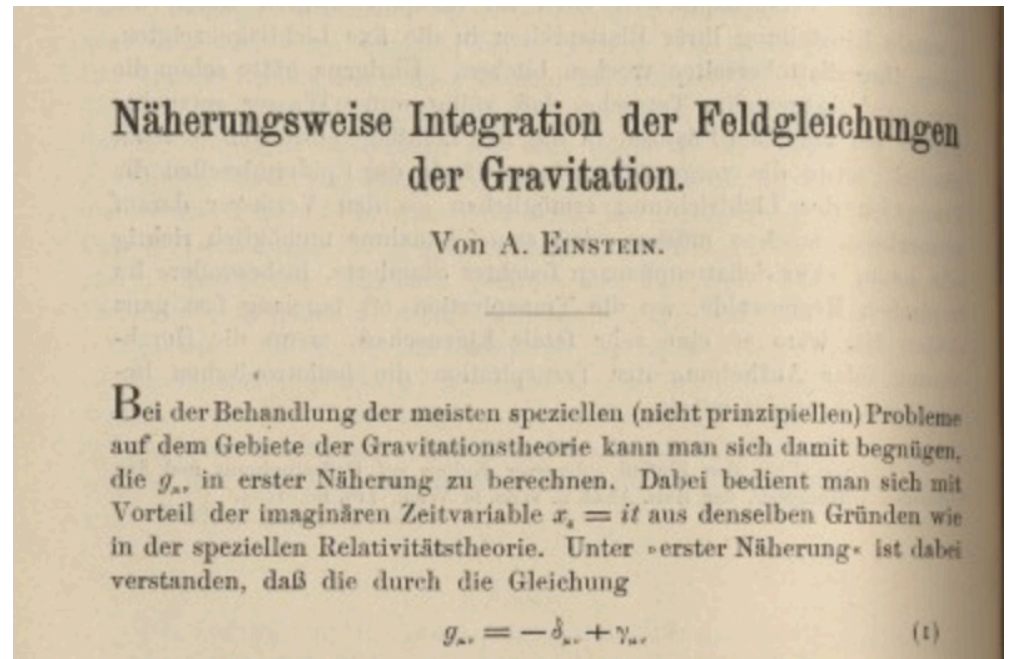 Näherungsweise Integration der Feldgleichungen
der Gravitation.
Von A. Einstein.
Bei der Behandlung der meisten speziellen (nicht prinzipiellen) Probleme
auf dem Gebiete der Gravitationstheorie kann man sich damit begnügen,
die g_μν in erster Näherung zu berechnen. Dabei bedient man sich mit
Vorteil der imaginären Zeitvariable x₄ = it aus denselben Gründen wie
in der speziellen Relativitätstheorie. Unter »erster Näherung« ist dabei
verstanden, daß die durch die Gleichung
g_μν = −δ_μν + γ_μν (1)